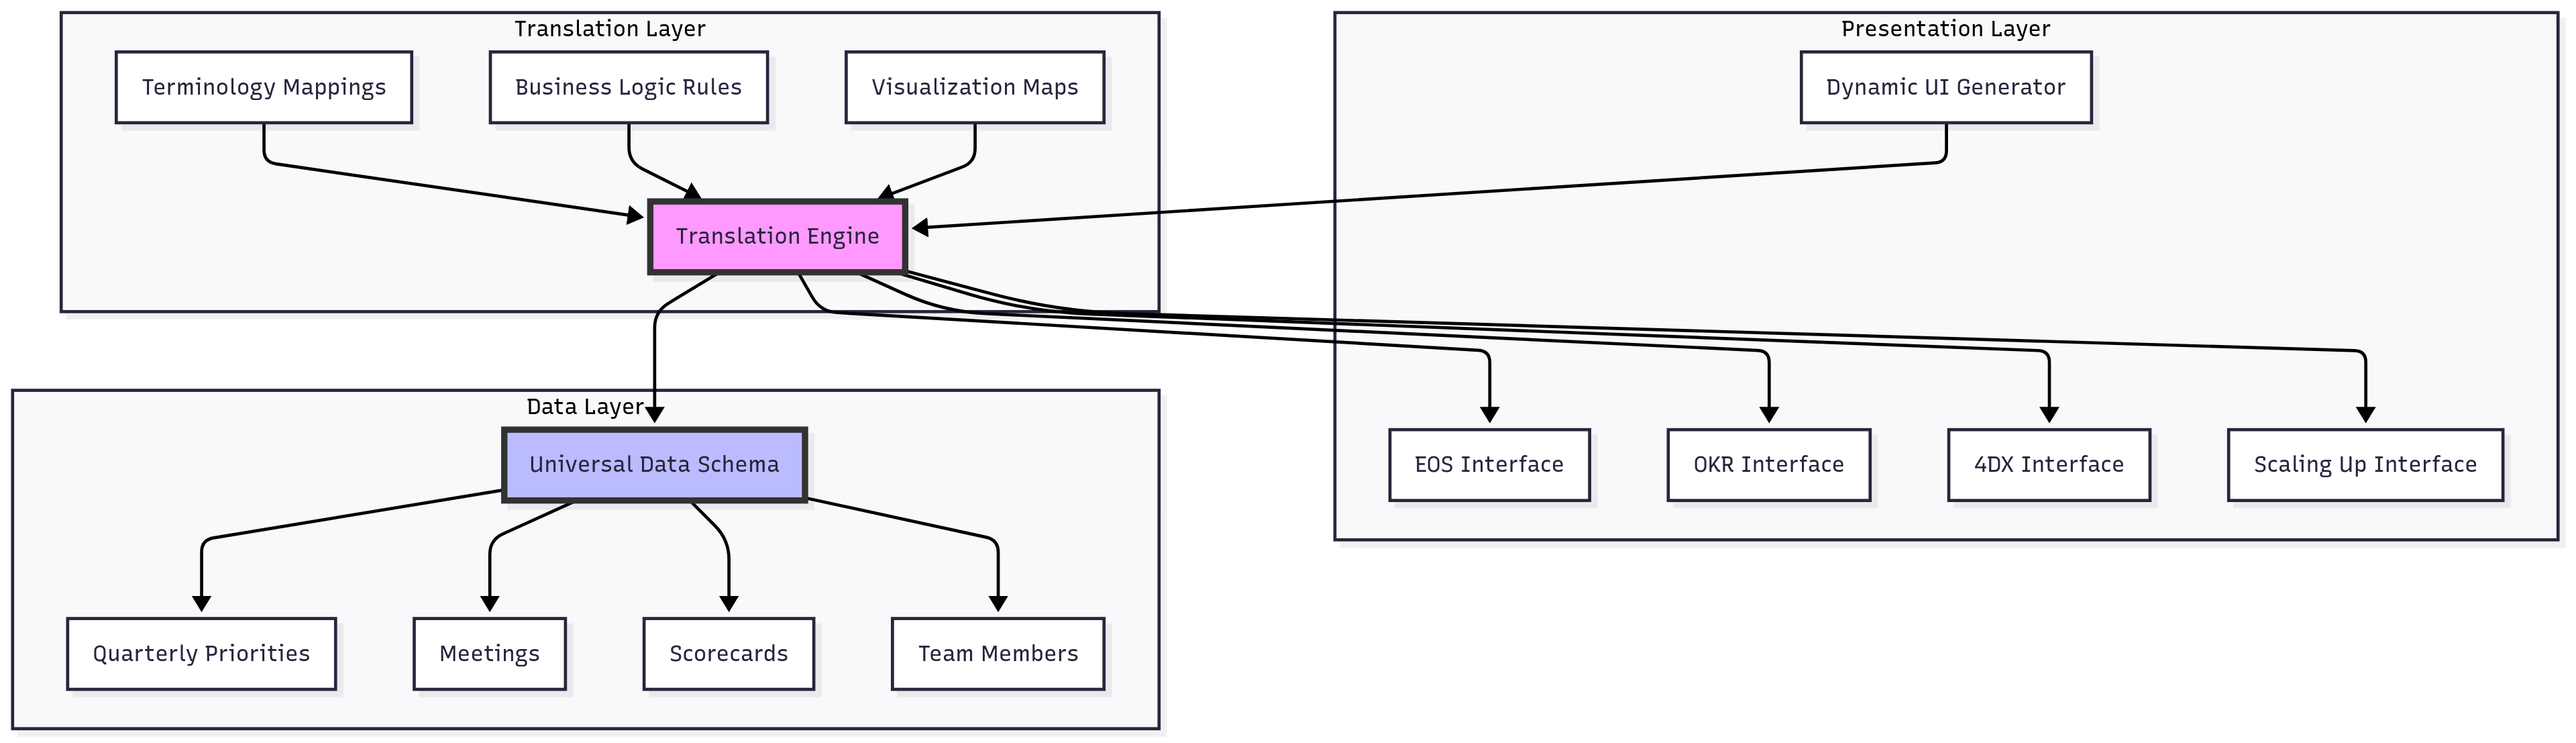 Translation Layer
Terminology Mappings
Business Logic Rules
Visualization Maps
Translation Engine
Presentation Layer
Dynamic UI Generator
EOS Interface
OKR Interface
4DX Interface
Scaling Up Interface
Data Layer
Universal Data Schema
Quarterly Priorities
Meetings
Scorecards
Team Members